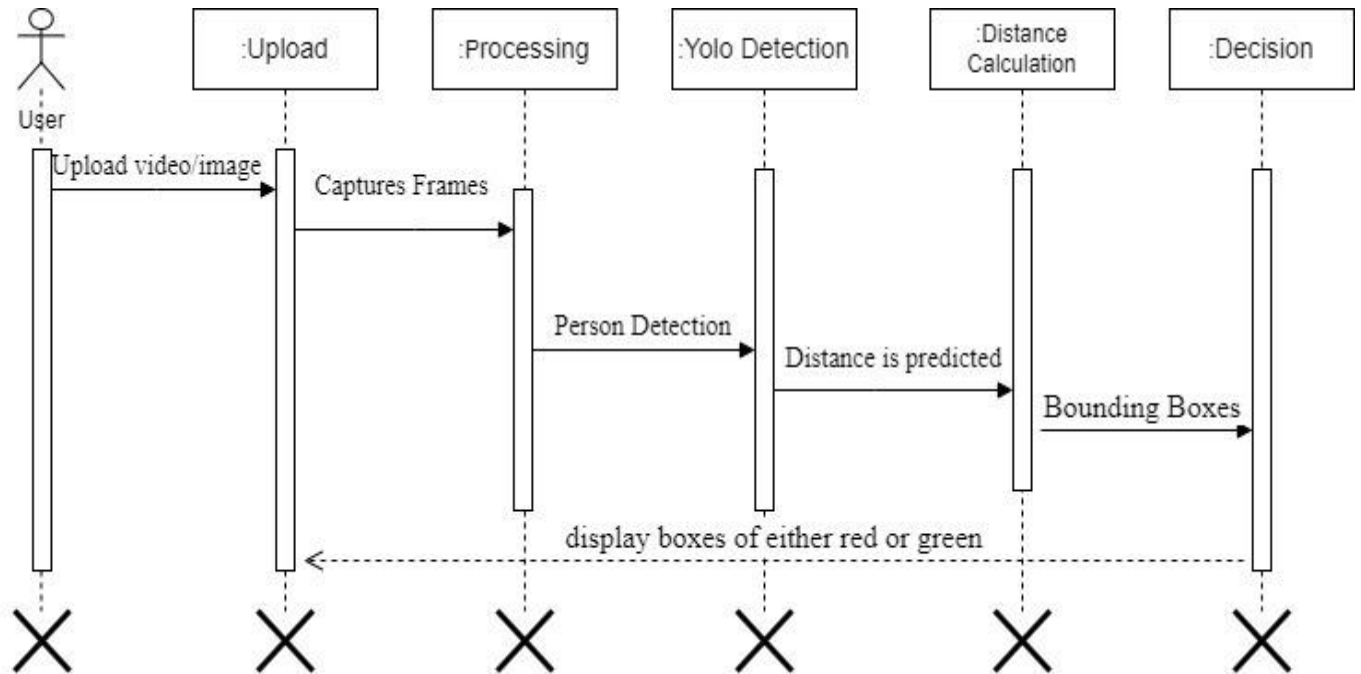 :Upload
:Processing
:Yolo Detection
:Distance
Calculation
:Decision
User
Upload video/image
Captures Frames
Person Detection
Distance is predicted
Bounding Boxes
display boxes of either red or green